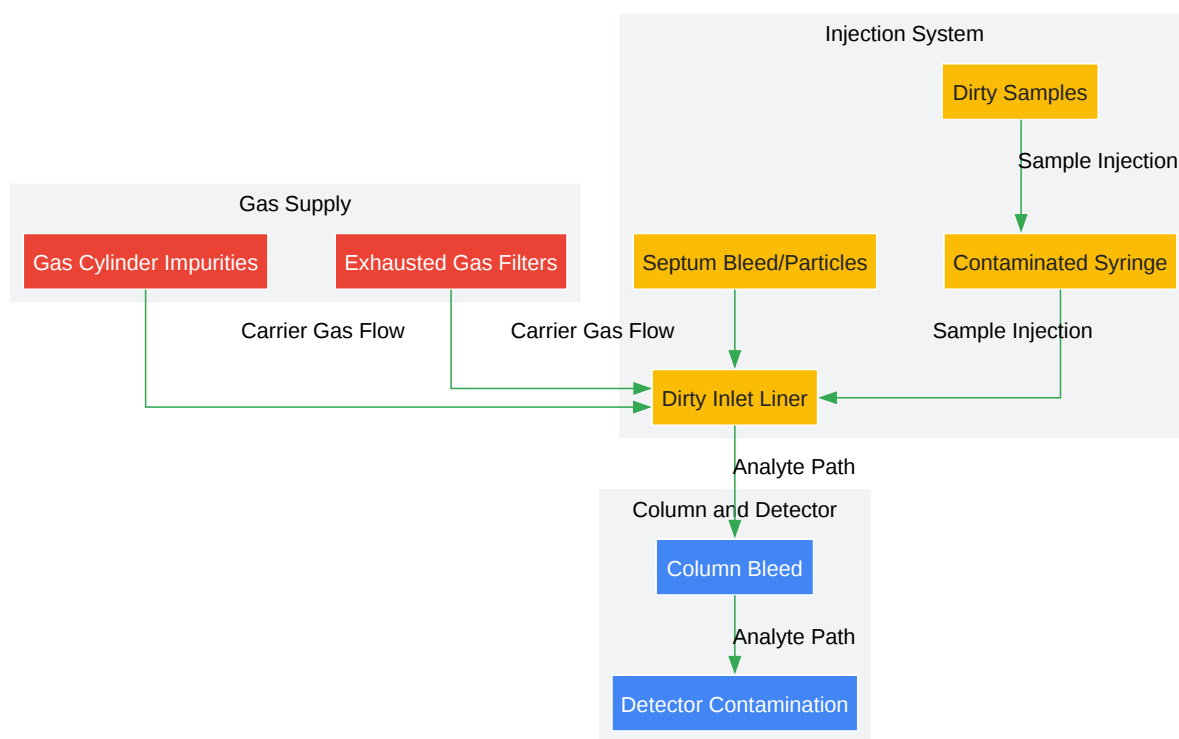 Injection System
Dirty Samples
Sample Injection
Gas Supply
Gas Cylinder Impurities
Exhausted Gas Filters
Septum Bleed/Particles
Contaminated Syringe
Carrier Gas Flow
Carrier Gas Flow
Sample Injection
Dirty Inlet Liner
Analyte Path
Column and Detector
Column Bleed
Analyte Path
Detector Contamination